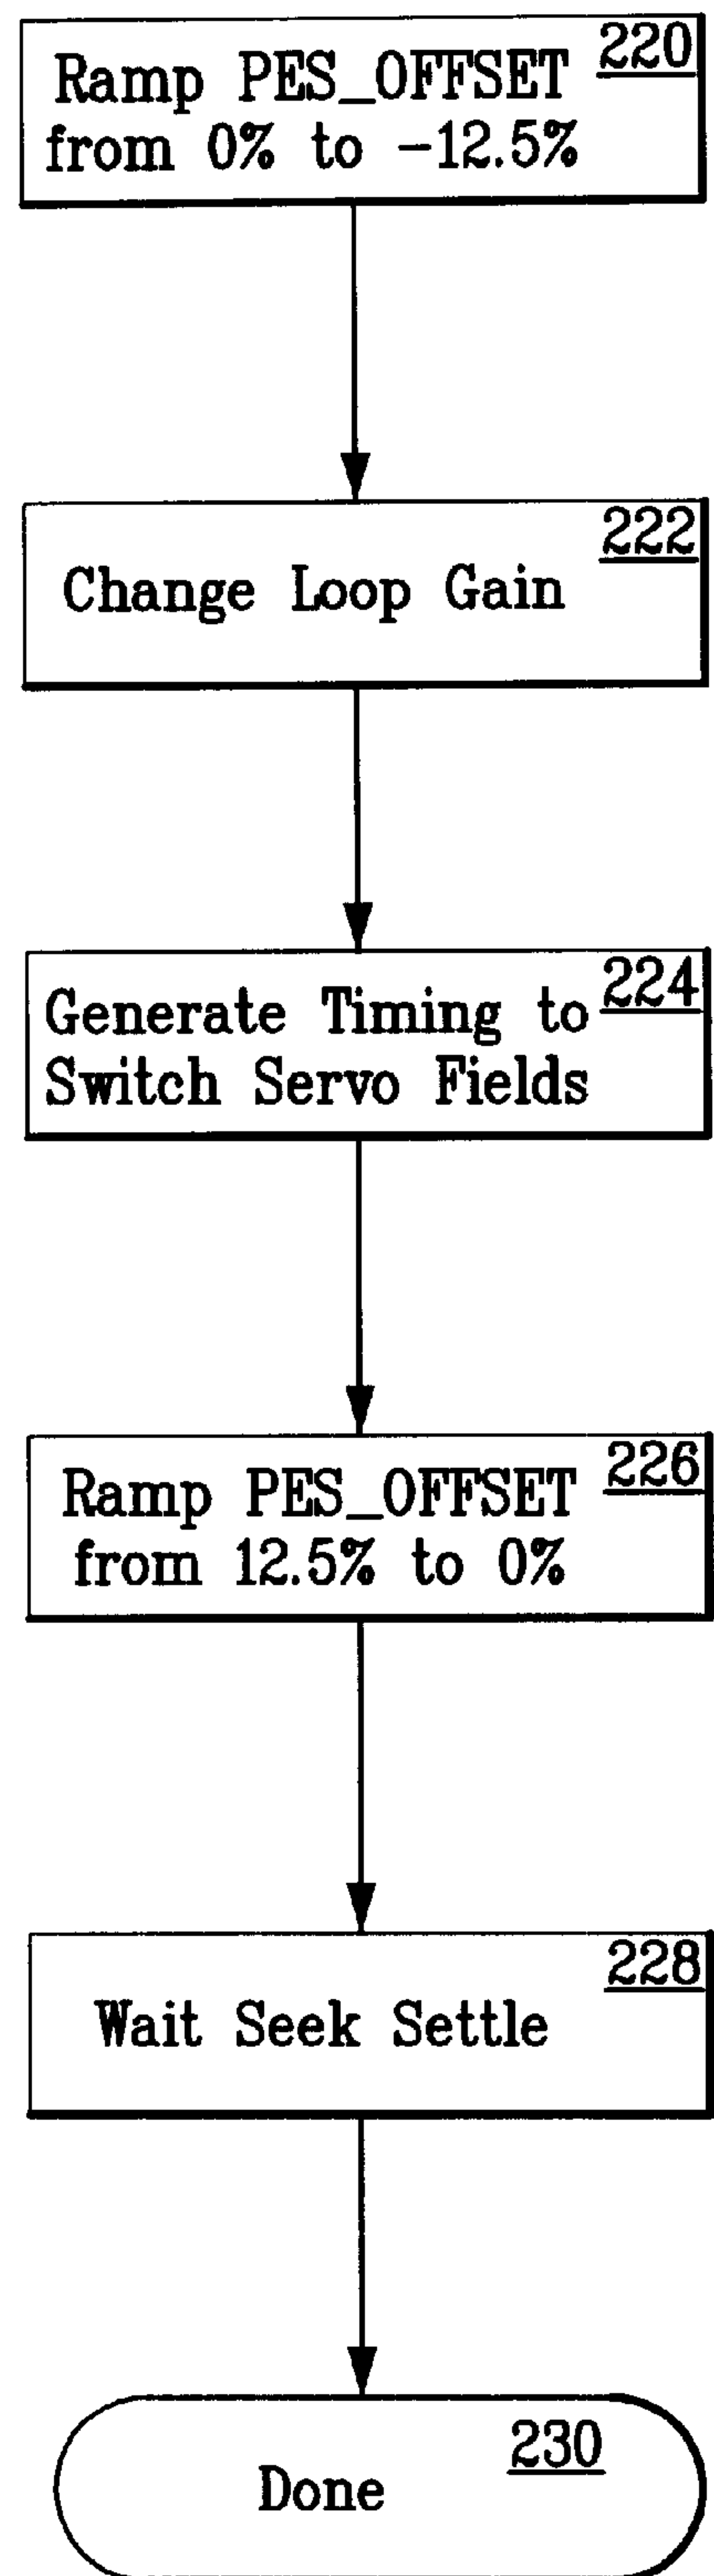 220
Ramp PES_OFFSET
from 0% to -12.5%
222
Change Loop Gain
224
Generate Timing to
Switch Servo Fields
226
Ramp PES_OFFSET
from 12.5% to 0%
228
Wait Seek Settle
230
Done